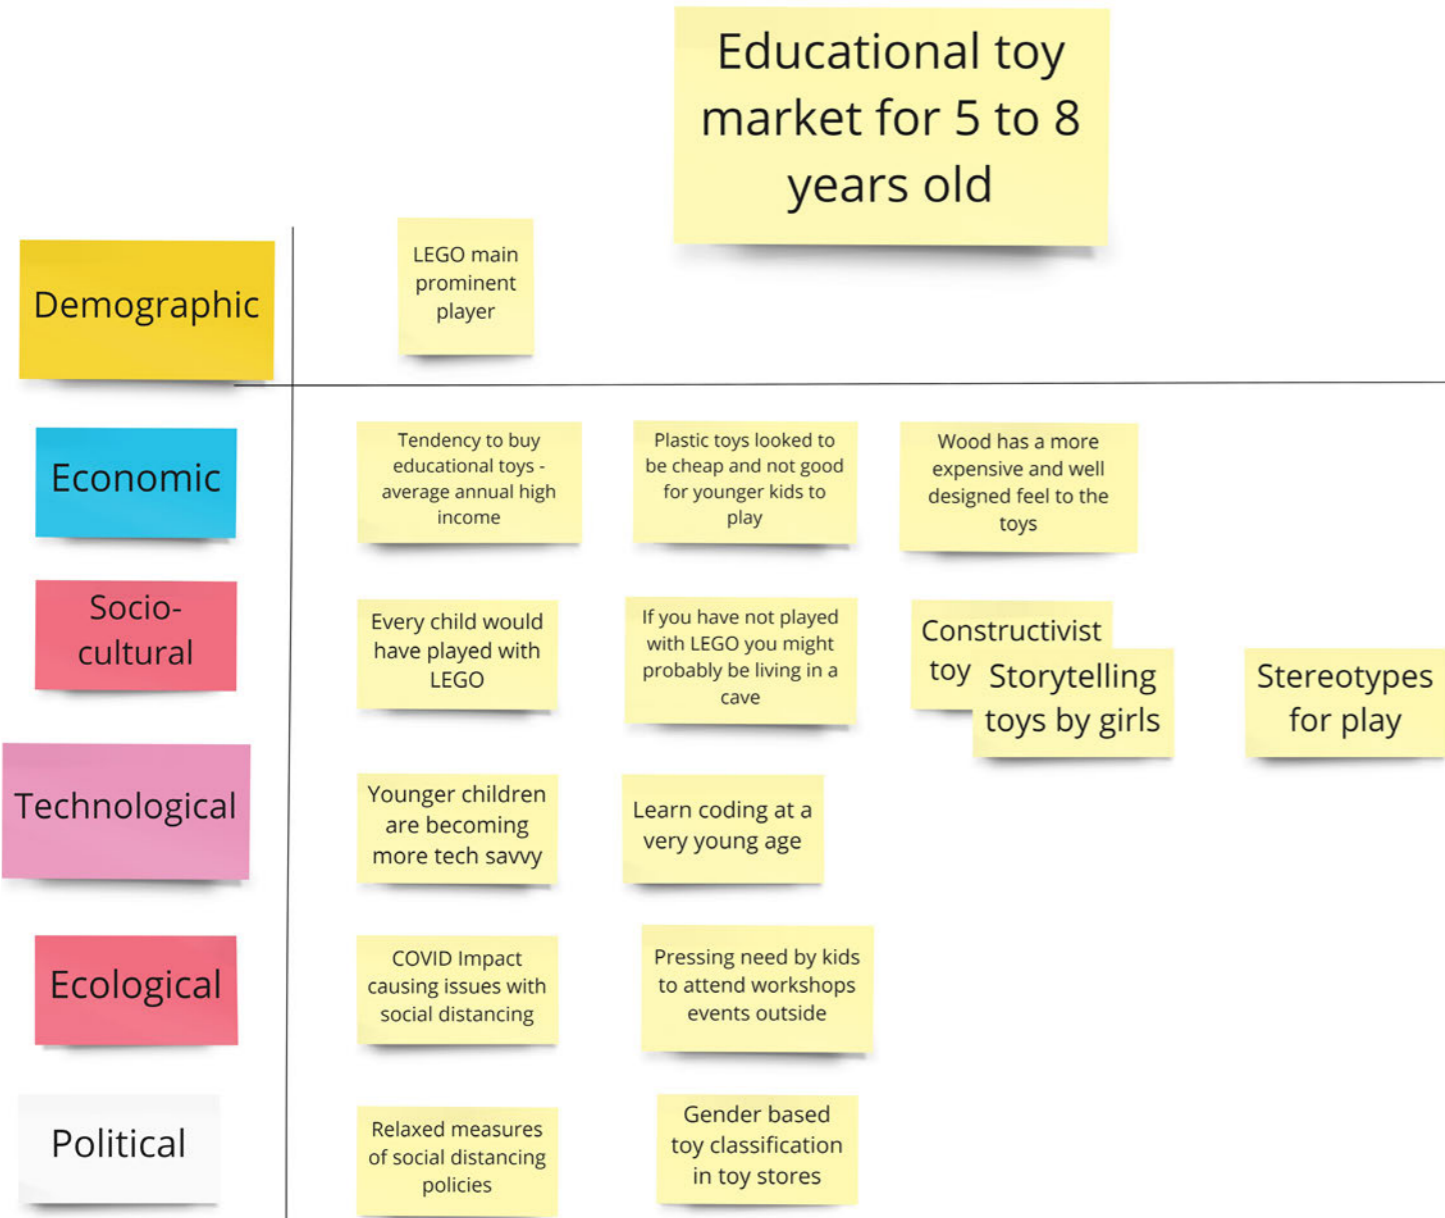 Educational toy
market for 5 to 8
years old
Demographic
LEGO main
prominent
player
Economic
Tendency to buy
educational toys -
average annual high
income
Plastic toys looked to
be cheap and not good
for younger kids to
play
Wood has a more
expensive and well
designed feel to the
toys
Socio-
cultural
Every child would
have played with
LEGO
If you have not played
with LEGO you might
probably be living in a
cave
Constructivist
toy
Storytelling
toys by girls
Stereotypes
for play
Technological
Younger children
are becoming
more tech savvy
Learn coding at a
very young age
Ecological
COVID Impact
causing issues with
social distancing
Pressing need by kids
to attend workshops
events outside
Political
Relaxed measures
of social distancing
policies
Gender based
toy classification
in toy stores